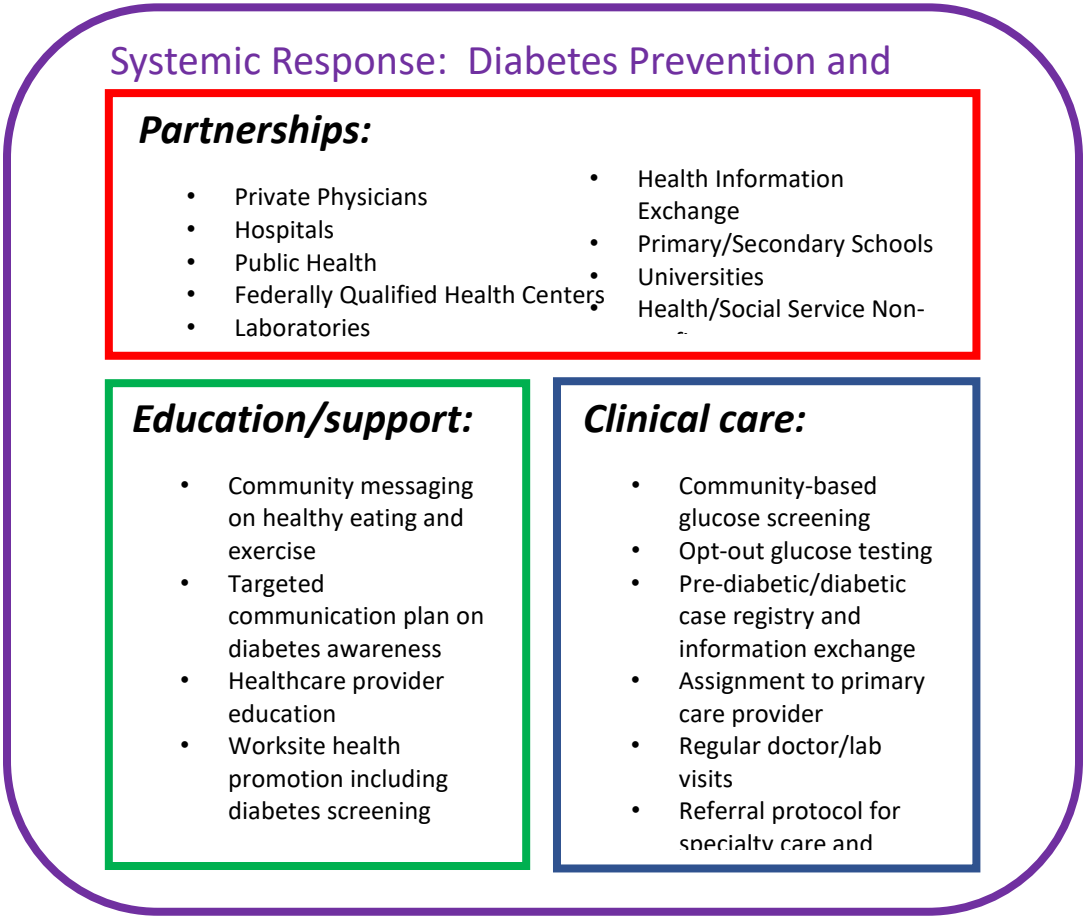 Systemic Response: Diabetes Prevention and
Partnerships:
• Private Physicians
• Hospitals
• Public Health
• Federally Qualified Health Centers
• Laboratories
• Health Information
Exchange
• Primary/Secondary Schools
• Universities
• Health/Social Service Non-
Education/support:
• Community messaging
on healthy eating and
exercise
• Targeted
communication plan on
diabetes awareness
• Healthcare provider
education
• Worksite health
promotion including
diabetes screening
Clinical care:
• Community-based
glucose screening
• Opt-out glucose testing
• Pre-diabetic/diabetic
case registry and
information exchange
• Assignment to primary
care provider
• Regular doctor/lab
visits
• Referral protocol for
specialty care and